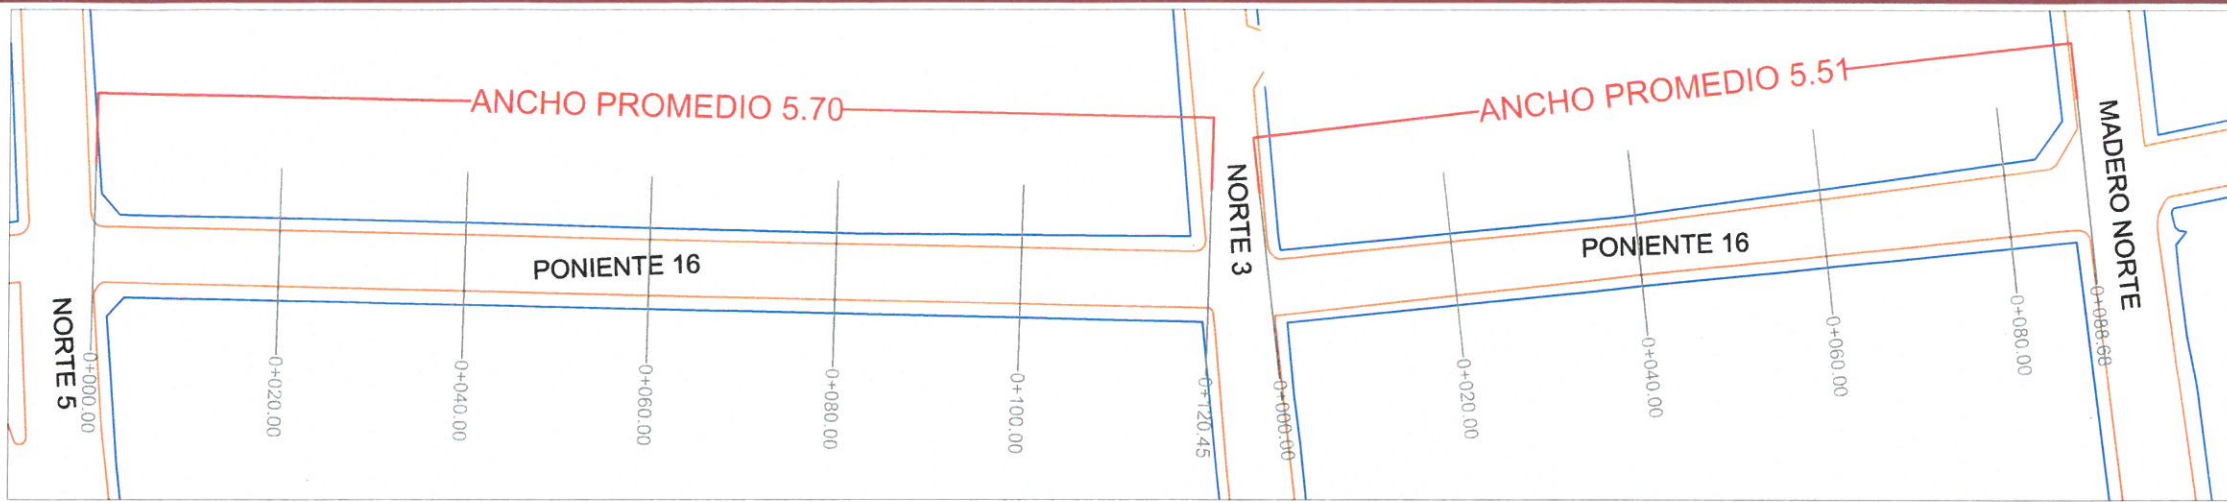 ANCHO PROMEDIO 5.70
ANCHO PROMEDIO 5.51
PONIENTE 16
PONIENTE 16
NORTE 5
NORTE 3
MADERO NORTE
0+000.00
0+020.00
0+040.00
0+060.00
0+080.00
0+100.00
0+120.45
0+000.00
0+020.00
0+040.00
0+060.00
0+080.00
0+088.68